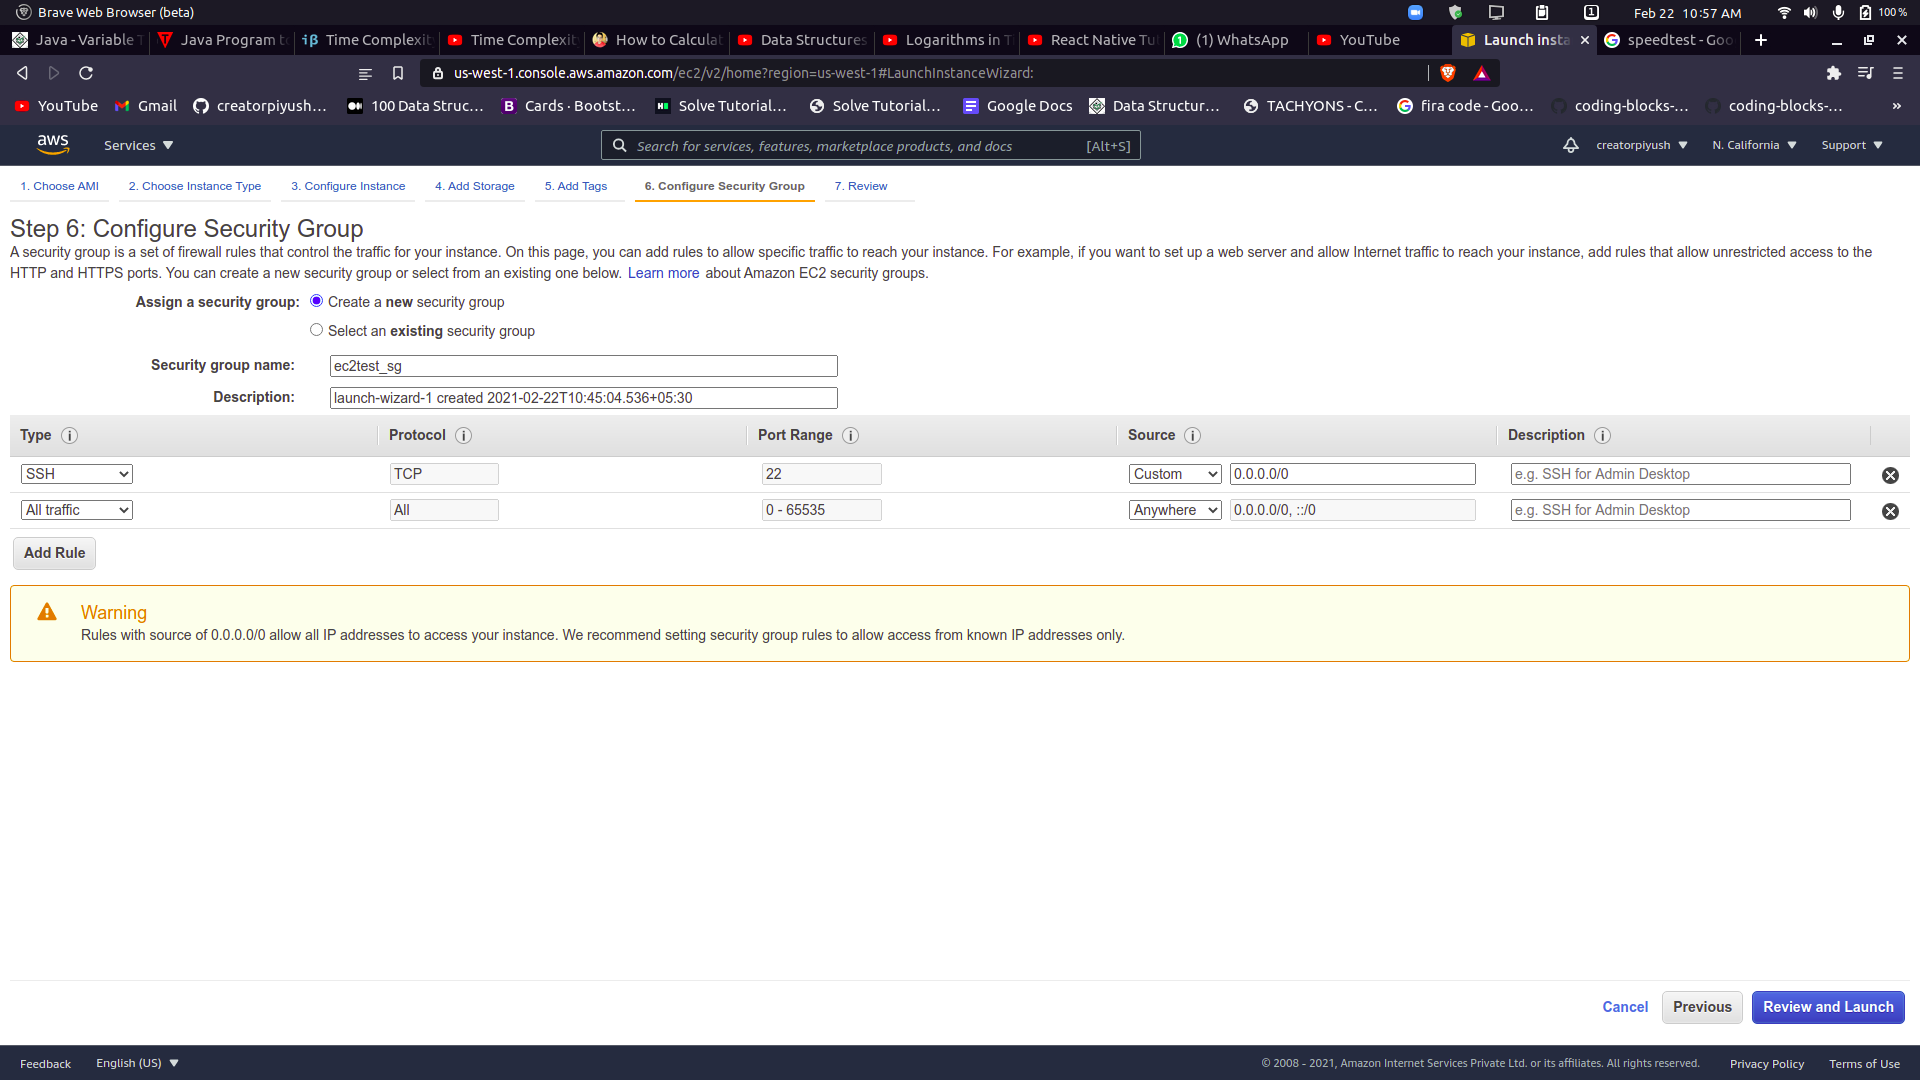 Brave Web Browser (beta)
1
Feb 22 10:57 AM
100 %
Java - Variable T
Java Program to
Time Complexit
Time Complexit
How to Calculat
Data Structures
Logarithms in T
React Native Tut
(1) WhatsApp
YouTube
Launch insta
speedtest - Goo
us-west-1.console.aws.amazon.com/ec2/v2/home?region=us-west-1#LaunchInstanceWizard:
YouTube
Gmail
creatorpiyush...
100 Data Struc...
B
Cards · Bootst...
Solve Tutorial...
Solve Tutorial...
Google Docs
Data Structur...
TACHYONS - C...
fira code - Goo...
coding-blocks-...
coding-blocks-...
»
aws
Services
Search for services, features, marketplace products, and docs
[Alt+S]
creatorpiyush
N. California
Support
1. Choose AMI
2. Choose Instance Type
3. Configure Instance
4. Add Storage
5. Add Tags
6. Configure Security Group
7. Review
Step 6: Configure Security Group
A security group is a set of firewall rules that control the traffic for your instance. On this page, you can add rules to allow specific traffic to reach your instance. For example, if you want to set up a web server and allow Internet traffic to reach your instance, add rules that allow unrestricted access to the
HTTP and HTTPS ports. You can create a new security group or select from an existing one below. Learn more about Amazon EC2 security groups.
Assign a security group:
Create a new security group
Select an existing security group
Security group name:
ec2test_sg
Description:
launch-wizard-1 created 2021-02-22T10:45:04.536+05:30
Type
Protocol
Port Range
Source
Description
SSH
TCP
22
Custom
0.0.0.0/0
e.g. SSH for Admin Desktop
All traffic
All
0 - 65535
Anywhere
0.0.0.0/0, ::/0
e.g. SSH for Admin Desktop
Add Rule
Warning
Rules with source of 0.0.0.0/0 allow all IP addresses to access your instance. We recommend setting security group rules to allow access from known IP addresses only.
Cancel
Previous
Review and Launch
Feedback
English (US)
© 2008 - 2021, Amazon Internet Services Private Ltd. or its affiliates. All rights reserved.
Privacy Policy
Terms of Use